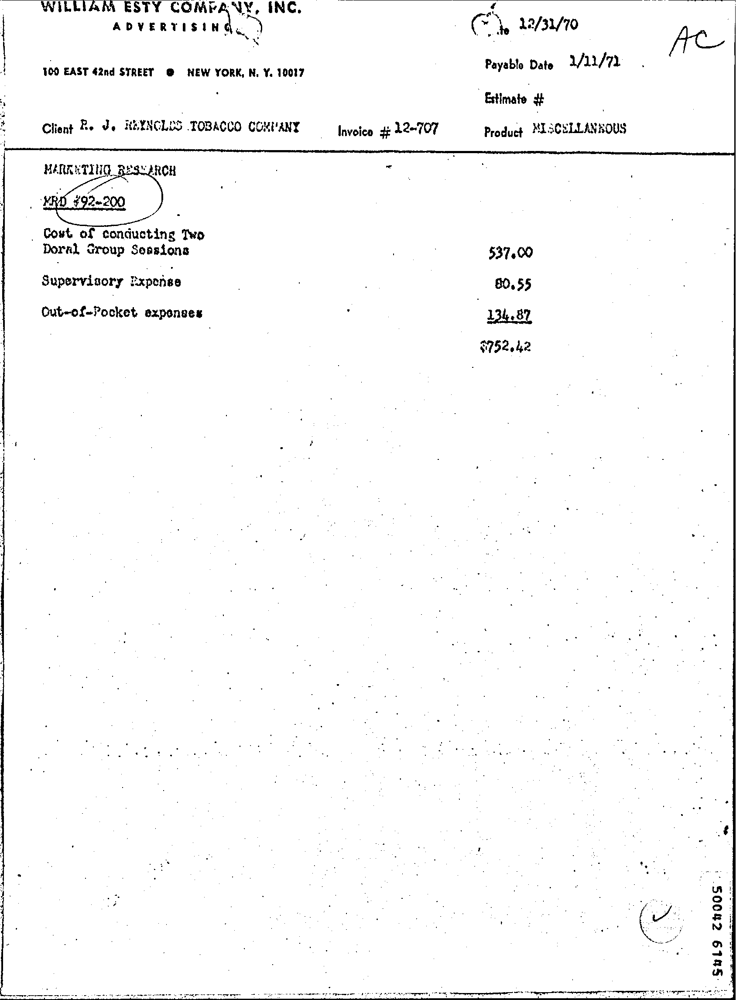 WILLIAM ESTY COMPANY, INC.
ADVERTISING
12/31/70
AC
100 EAST 42nd STREET ● NEW YORK, N. Y. 10017
Payable Date 1/11/71
Estimate #
Client R. J. REYNOLDS TOBACCO COMPANY Invoice # 12-707 Product MISCELLANEOUS
MARKETING RESEARCH
MRD #92-200
Cost of conducting Two
Doral Group Sessions 537.00
Supervisory Expense 80.55
Out-of-Pocket expenses 134.87
$752.42
50042 6145